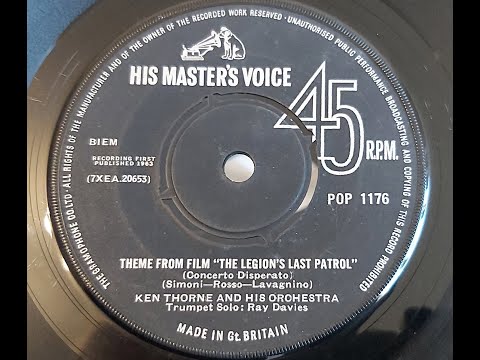 ALL RIGHTS OF THE MANUFACTURER AND OF THE OWNER OF THE RECORDED WORK RESERVED · UNAUTHORISED PUBLIC PERFORMANCE BROADCASTING AND COPYING OF THIS RECORD PROHIBITED
HIS MASTER'S VOICE
45
R.P.M.
BIEM
RECORDING FIRST
PUBLISHED 1963
(7XEA.20653)
POP 1176
THEME FROM FILM "THE LEGION'S LAST PATROL"
(Concerto Disperato)
(Simoni—Rosso—Lavagnino)
KEN THORNE AND HIS ORCHESTRA
Trumpet Solo: Ray Davies
THE GRAMOPHONE CO. LTD.
MADE IN Gt. BRITAIN